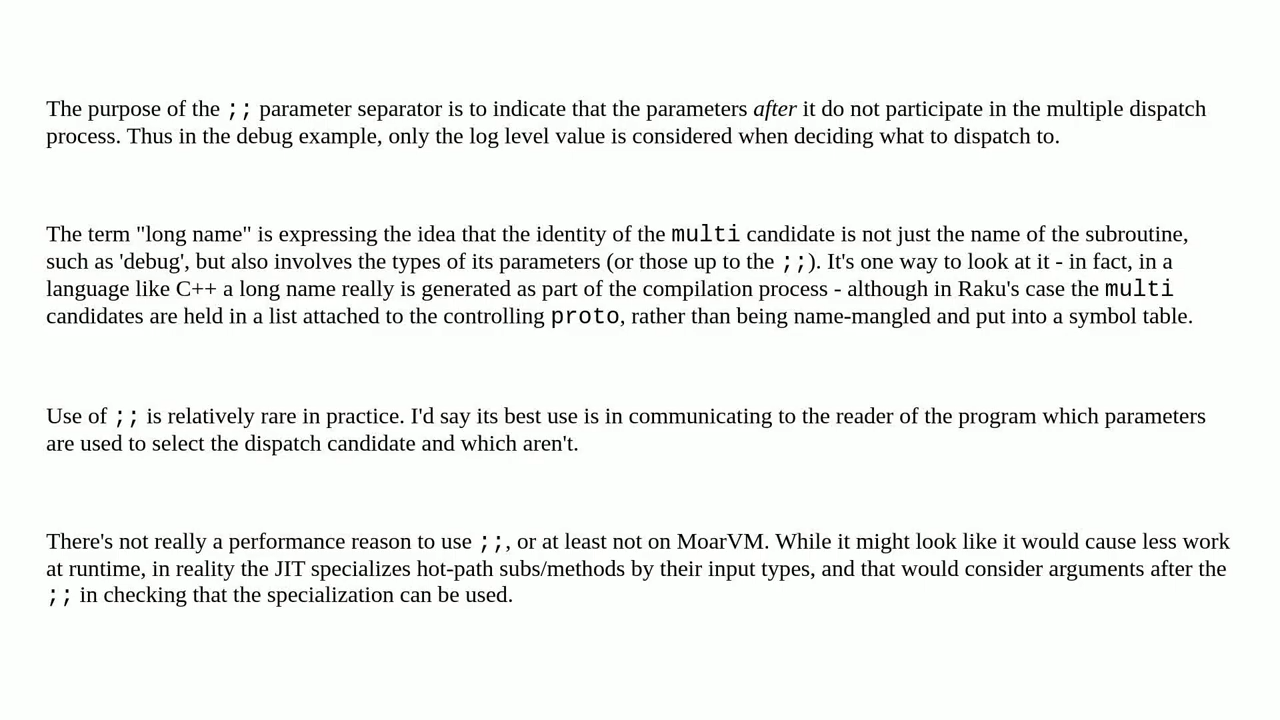 The purpose of the ;; parameter separator is to indicate that the parameters after it do not participate in the multiple dispatch
process. Thus in the debug example, only the log level value is considered when deciding what to dispatch to.
The term "long name" is expressing the idea that the identity of the multi candidate is not just the name of the subroutine,
such as 'debug', but also involves the types of its parameters (or those up to the ;;). It's one way to look at it - in fact, in a
language like C++ a long name really is generated as part of the compilation process - although in Raku's case the multi
candidates are held in a list attached to the controlling proto, rather than being name-mangled and put into a symbol table.
Use of ;; is relatively rare in practice. I'd say its best use is in communicating to the reader of the program which parameters
are used to select the dispatch candidate and which aren't.
There's not really a performance reason to use ;;, or at least not on MoarVM. While it might look like it would cause less work
at runtime, in reality the JIT specializes hot-path subs/methods by their input types, and that would consider arguments after the
;; in checking that the specialization can be used.